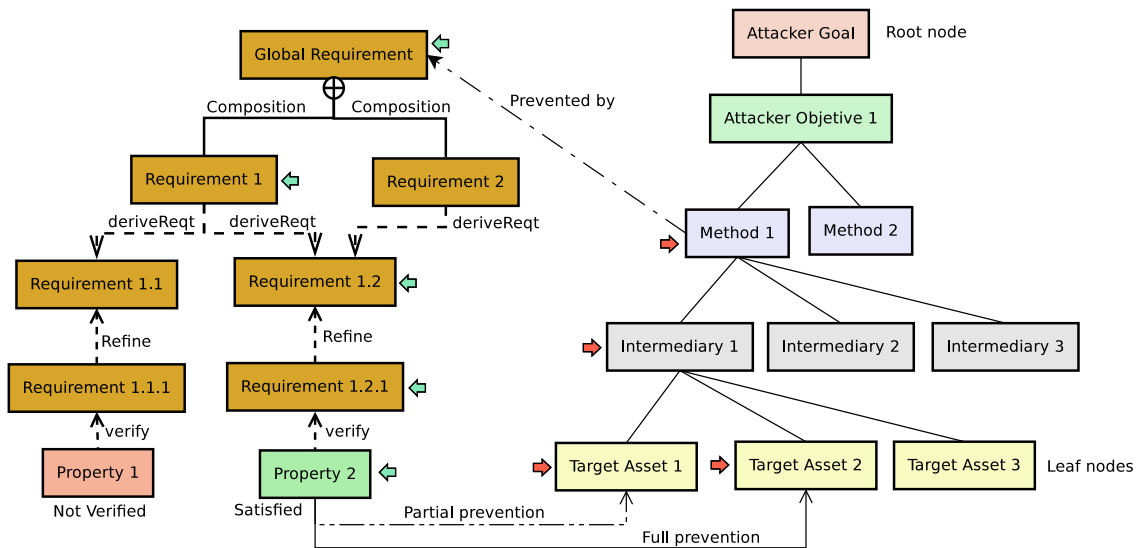 Attacker Goal
Root node
Global Requirement
Prevented by
Composition
Composition
Attacker Objetive 1
Requirement 1
Requirement 2
deriveReqt
deriveReqt
deriveReqt
Method 1
Method 2
Requirement 1.1
Requirement 1.2
Refine
Refine
Intermediary 1
Intermediary 2
Intermediary 3
Requirement 1.1.1
Requirement 1.2.1
verify
verify
Property 1
Property 2
Target Asset 1
Target Asset 2
Target Asset 3
Leaf nodes
Not Verified
Satisfied
Partial prevention
Full prevention